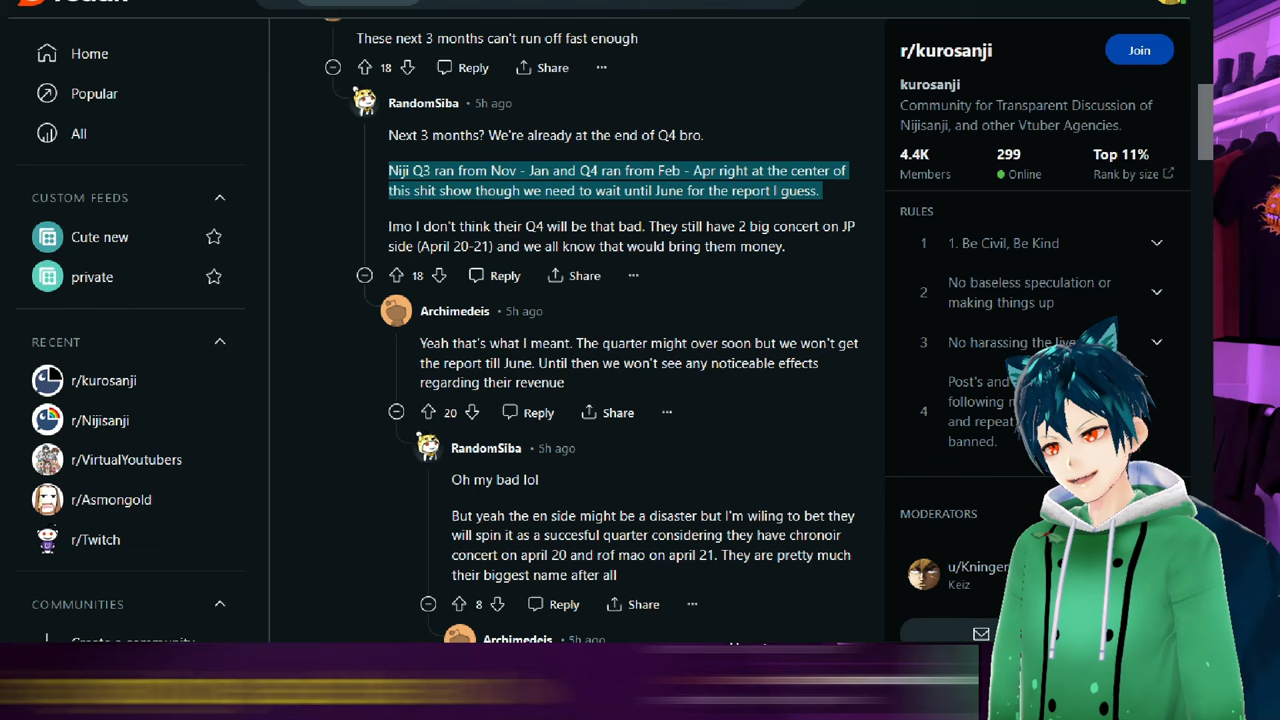 Home
Popular
All
CUSTOM FEEDS
Cute new
private
RECENT
r/kurosanji
r/Nijisanji
r/VirtualYoutubers
r/Asmongold
r/Twitch
COMMUNITIES
Create a community
These next 3 months can't run off fast enough
18 Reply Share ...
RandomSiba • 5h ago
Next 3 months? We're already at the end of Q4 bro.
Niji Q3 ran from Nov - Jan and Q4 ran from Feb - Apr right at the center of
this shit show though we need to wait until June for the report I guess.
Imo I don't think their Q4 will be that bad. They still have 2 big concert on JP
side (April 20-21) and we all know that would bring them money.
18 Reply Share ...
Archimedeis • 5h ago
Yeah that's what I meant. The quarter might over soon but we won't get
the report till June. Until then we won't see any noticeable effects
regarding their revenue
20 Reply Share ...
RandomSiba • 5h ago
Oh my bad lol
But yeah the en side might be a disaster but I'm wiling to bet they
will spin it as a succesful quarter considering they have chronoir
concert on april 20 and rof mao on april 21. They are pretty much
their biggest name after all
8 Reply Share ...
Archimedeis 5h ago
r/kurosanji Join
kurosanji
Community for Transparent Discussion of
Nijisanji, and other Vtuber Agencies.
4.4K 299 Top 11%
Members Online Rank by size
RULES
1 1. Be Civil, Be Kind
2 No baseless speculation or
making things up
3 No harassing the
4 Post's and
following
and repeat
banned.
MODERATORS
u/Kninger
Keiz